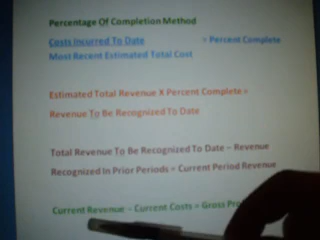 Percentage Of Completion Method
Costs Incurred To Date = Percent Complete
Most Recent Estimated Total Cost
Estimated Total Revenue X Percent Complete =
Revenue To Be Recognized To Date
Total Revenue To Be Recognized To Date – Revenue
Recognized In Prior Periods = Current Period Revenue
Current Revenue – Current Costs = Gross